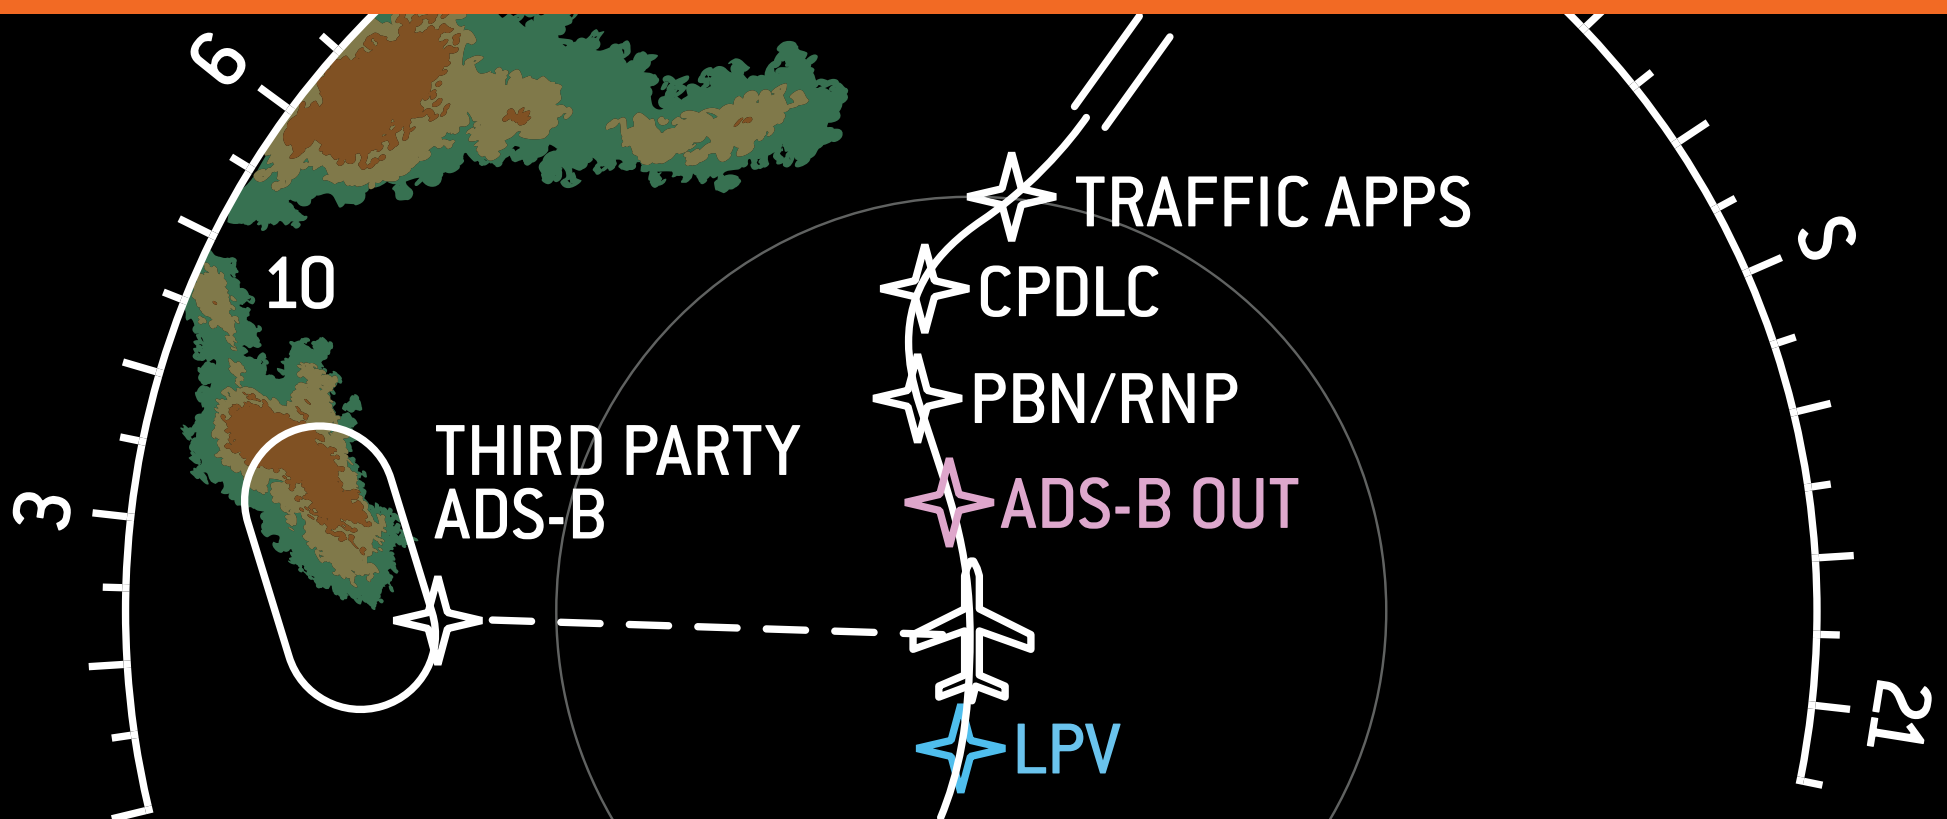 6
TRAFFIC APPS
S
10
CPDLC
PBN/RNP
THIRD PARTY
ADS-B
3
ADS-B OUT
21
LPV